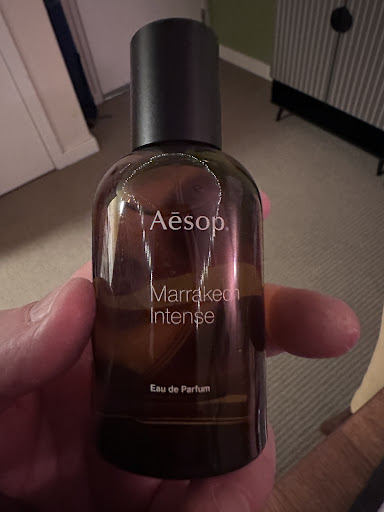 Aēsop.
Marrakech
Intense
Eau de Parfum